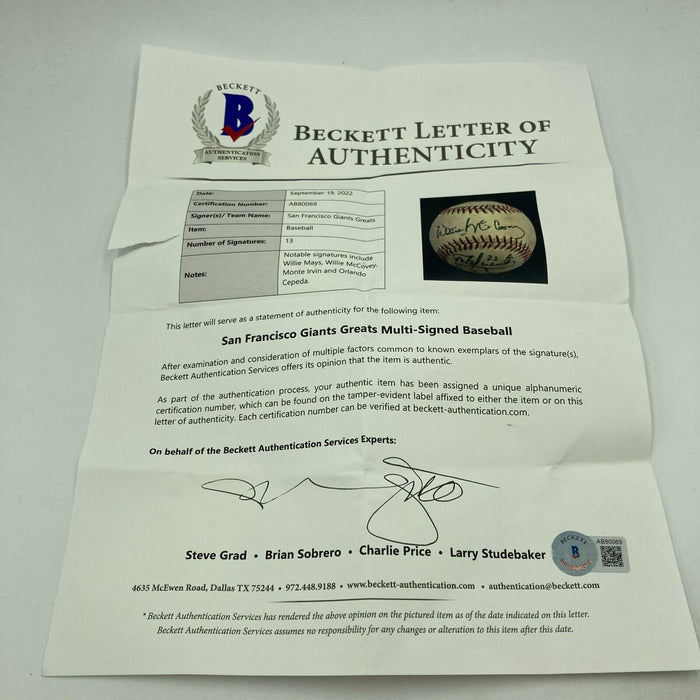 BECKETT
B
AUTHENTICATION
SERVICES
BECKETT LETTER OF
AUTHENTICITY
Date: September 19, 2022
Certification Number: AB80069
Signer(s)/ Team Name: San Francisco Giants Greats
Item: Baseball
Number of Signatures: 13
Notes: Notable signatures include
Willie Mays, Willie McCovey,
Monte Irvin and Orlando
Cepeda.
Willie McCovey
23
This letter will serve as a statement of authenticity for the following item:
San Francisco Giants Greats Multi-Signed Baseball
After examination and consideration of multiple factors common to known exemplars of the signature(s),
Beckett Authentication Services offers its opinion that the item is authentic.
As part of the authentication process, your authentic item has been assigned a unique alphanumeric
certification number, which can be found on the tamper-evident label affixed to either the item or on this
letter of authenticity. Each certification number can be verified at beckett-authentication.com.
On behalf of the Beckett Authentication Services Experts:
Steve Grad • Brian Sobrero • Charlie Price • Larry Studebaker
BECKETT
B
AB80069
4635 McEwen Road, Dallas TX 75244 • 972.448.9188 • www.beckett-authentication.com • authentication@beckett.com
* Beckett Authentication Services has rendered the above opinion on the pictured item as of the date indicated on this letter.
Beckett Authentication Services assumes no responsibility for any changes or alteration to this item after this date.